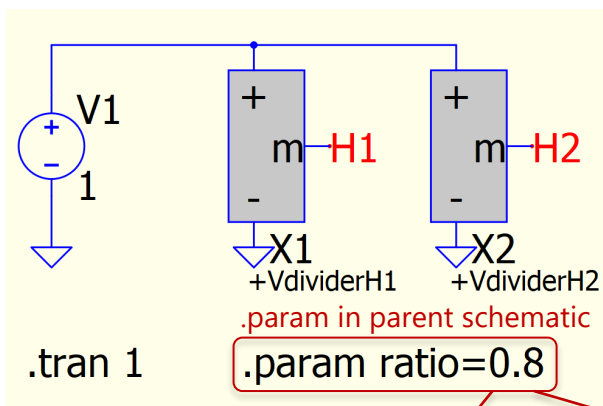 V1
+
1
+
m
-
H1
X1
+VdividerH1
+
m
-
H2
X2
+VdividerH2
.param in parent schematic
.tran 1
.param ratio=0.8